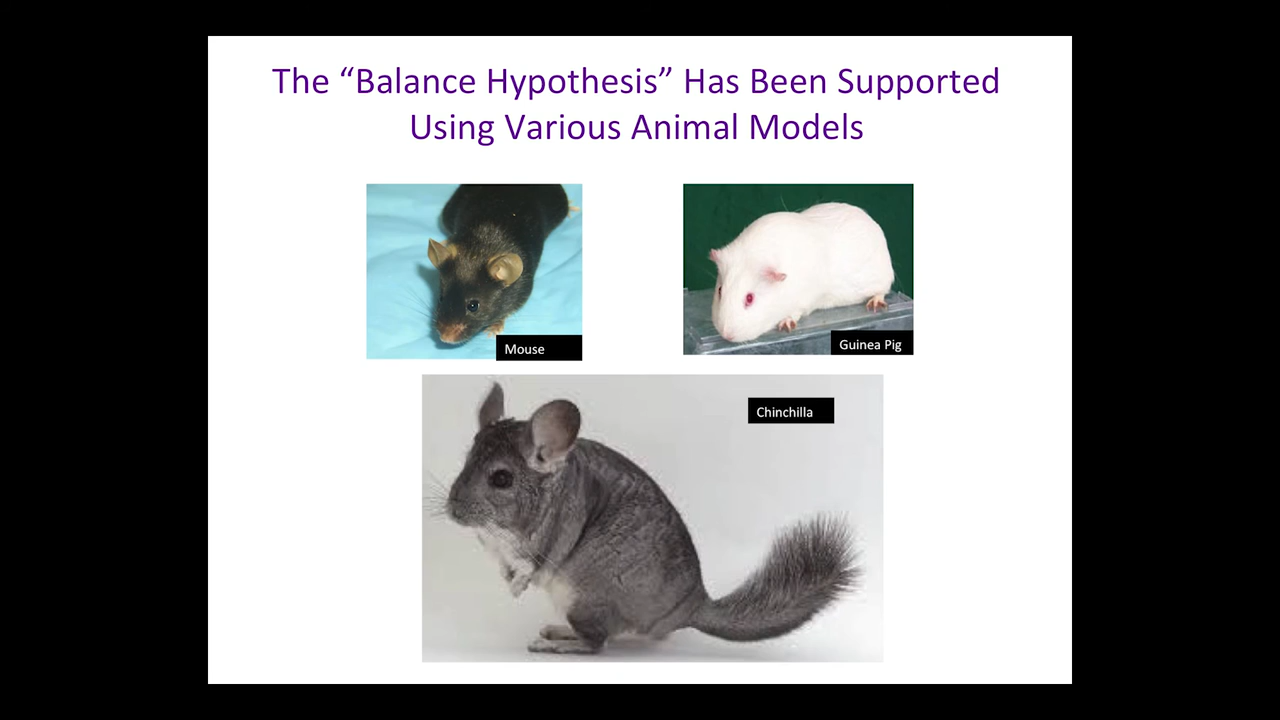 The “Balance Hypothesis” Has Been Supported
Using Various Animal Models
Mouse
Guinea Pig
Chinchilla